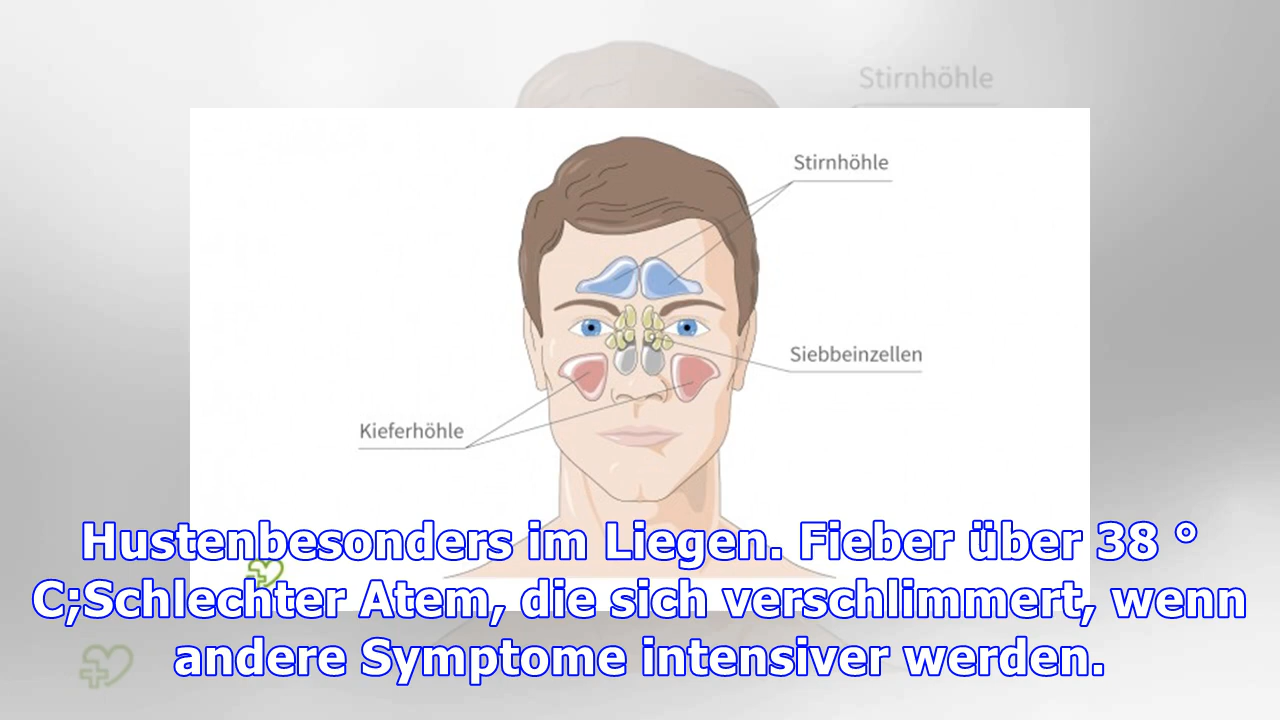 Stirnhöhle
Stirnhöhle
Siebbeinzellen
Kieferhöhle
Hustenbesonders im Liegen. Fieber über 38 °
C;Schlechter Atem, die sich verschlimmert, wenn
andere Symptome intensiver werden.